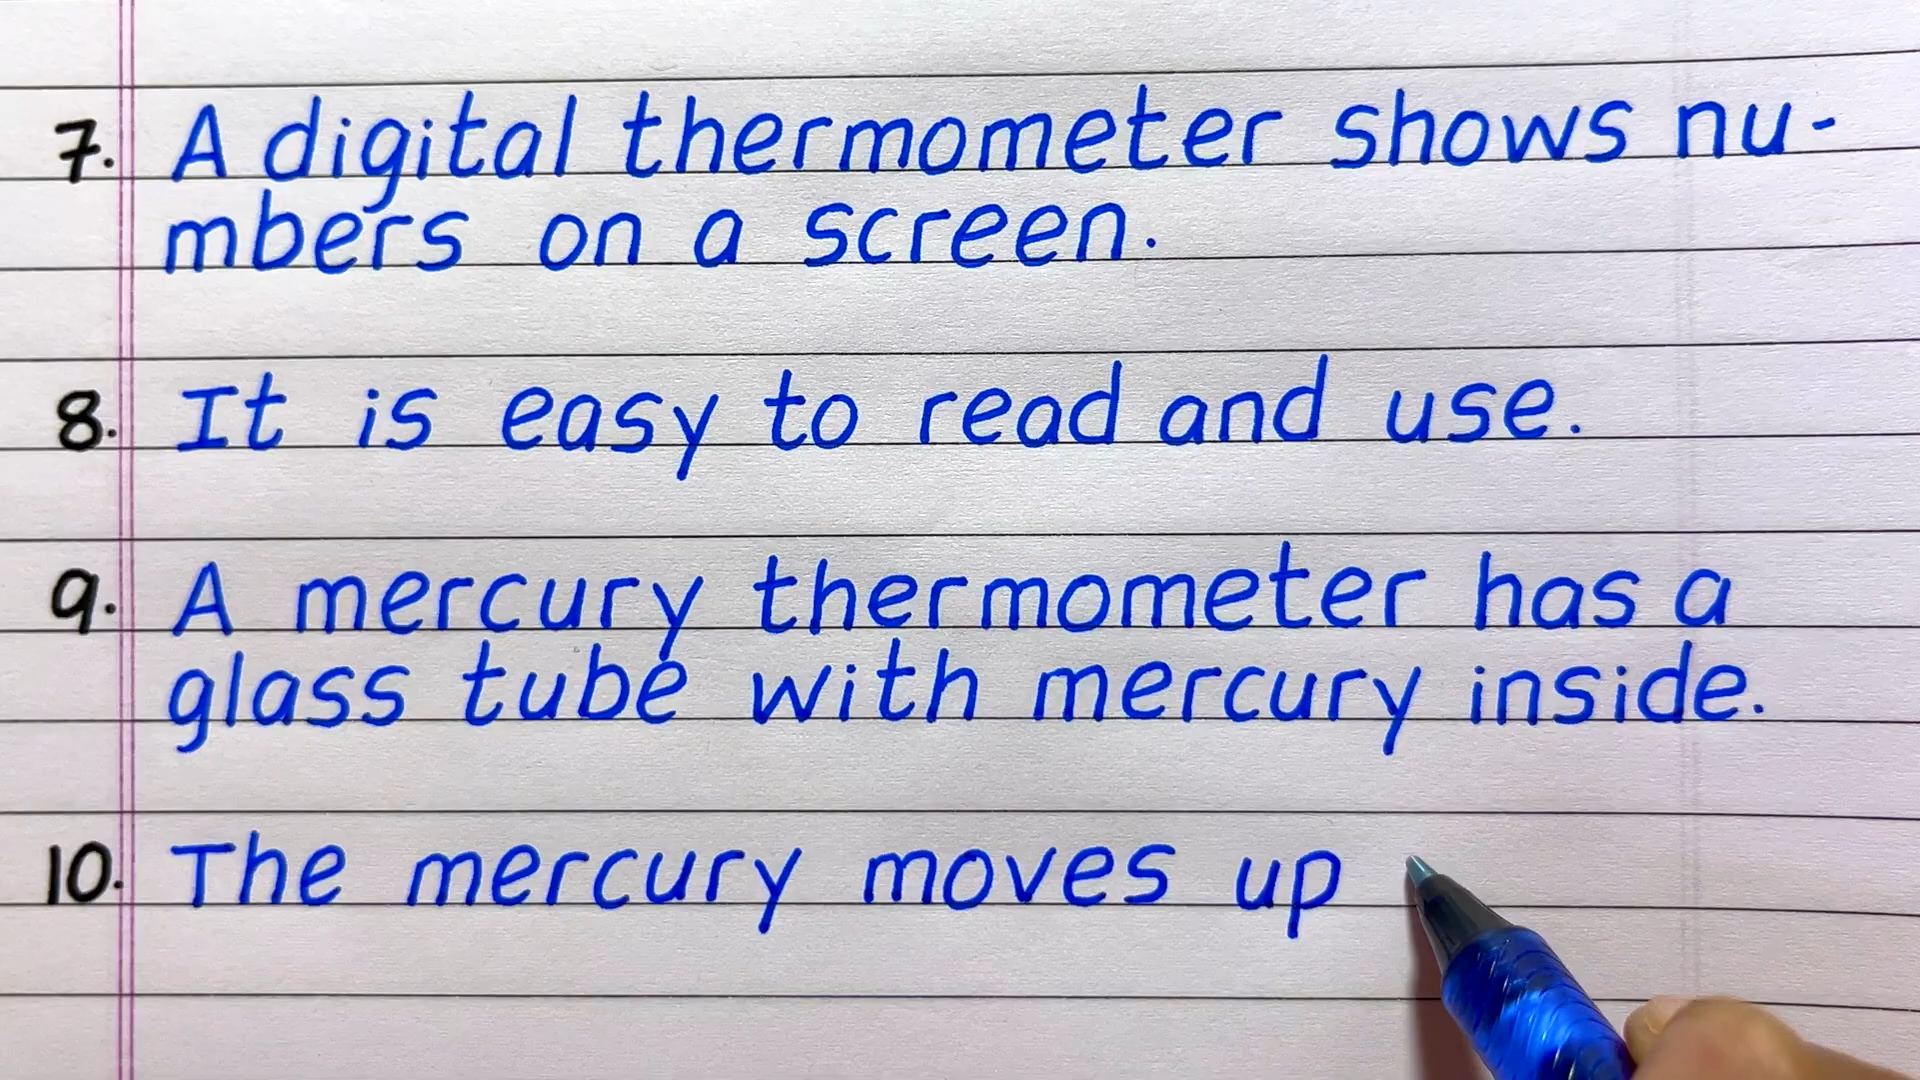 7. A digital thermometer shows nu-
mbers on a screen.
8. It is easy to read and use.
9. A mercury thermometer has a
glass tube with mercury inside.
10. The mercury moves up